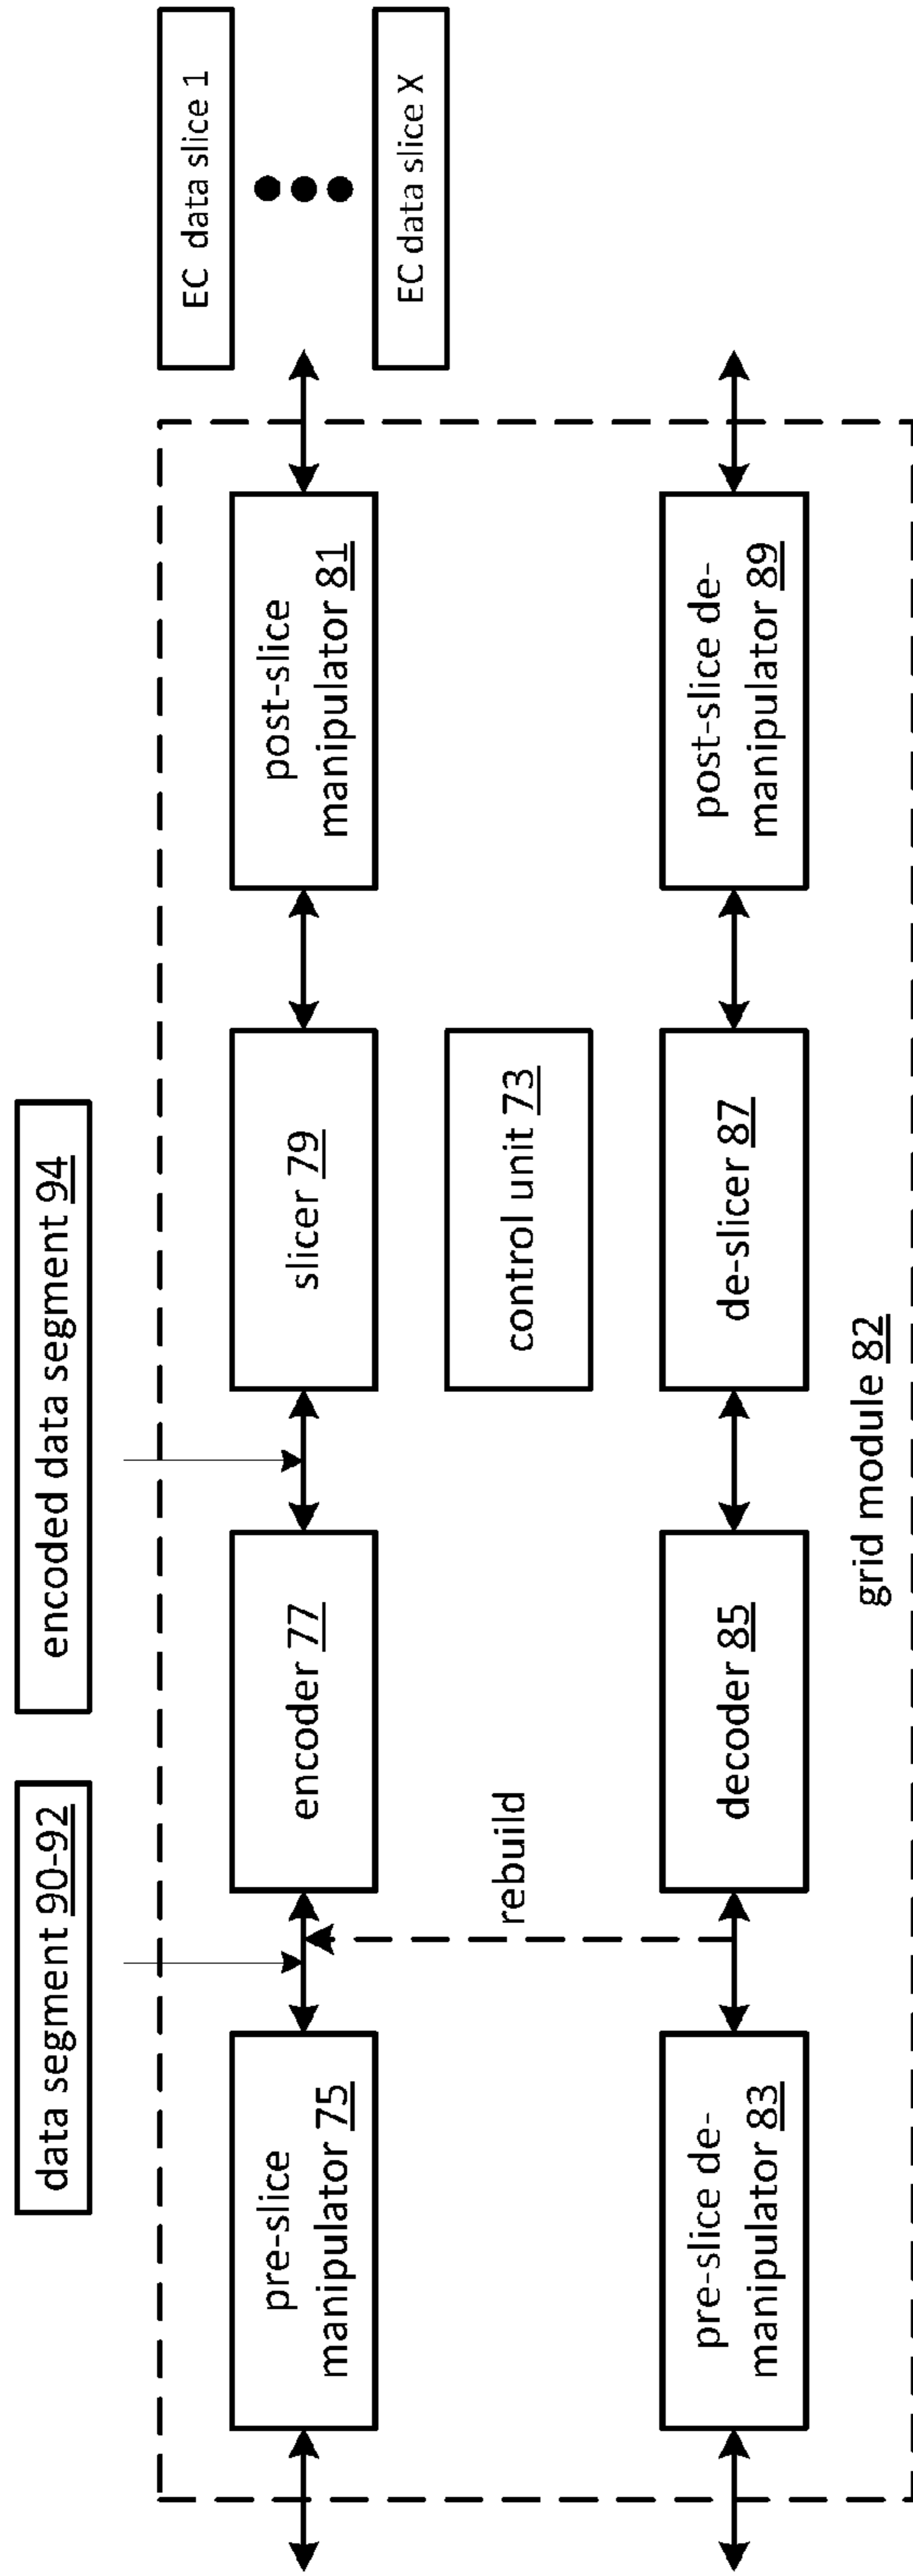 data segment 90-92
encoded data segment 94
EC data slice 1
EC data slice X
pre-slice
manipulator 75
encoder 77
slicer 79
post-slice
manipulator 81
rebuild
control unit 73
pre-slice de-
manipulator 83
decoder 85
de-slicer 87
post-slice de-
manipulator 89
grid module 82